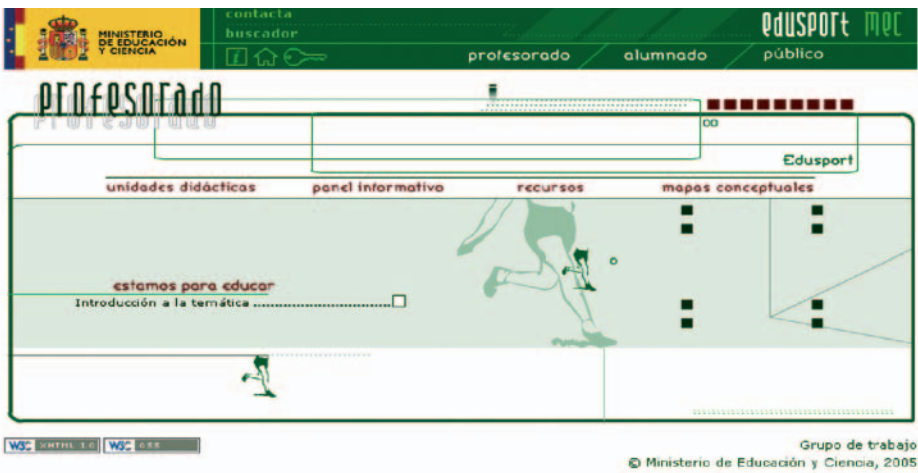 MINISTERIO
DE EDUCACIÓN
Y CIENCIA
contacta
buscador
edusport mec
profesorado alumnado público
profesorado
Edusport
unidades didácticas panel informativo recursos mapas conceptuales
estamos para educar
Introducción a la temática
W3C XHTML 1.0 W3C CSS
Grupo de trabajo
© Ministerio de Educación y Ciencia, 2005